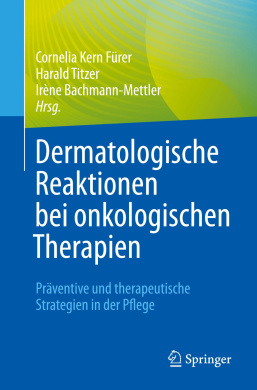 Cornelia Kern Fürer
Harald Titzer
Irène Bachmann-Mettler
Hrsg.
Dermatologische
Reaktionen
bei onkologischen
Therapien
Präventive und therapeutische
Strategien in der Pflege
Springer